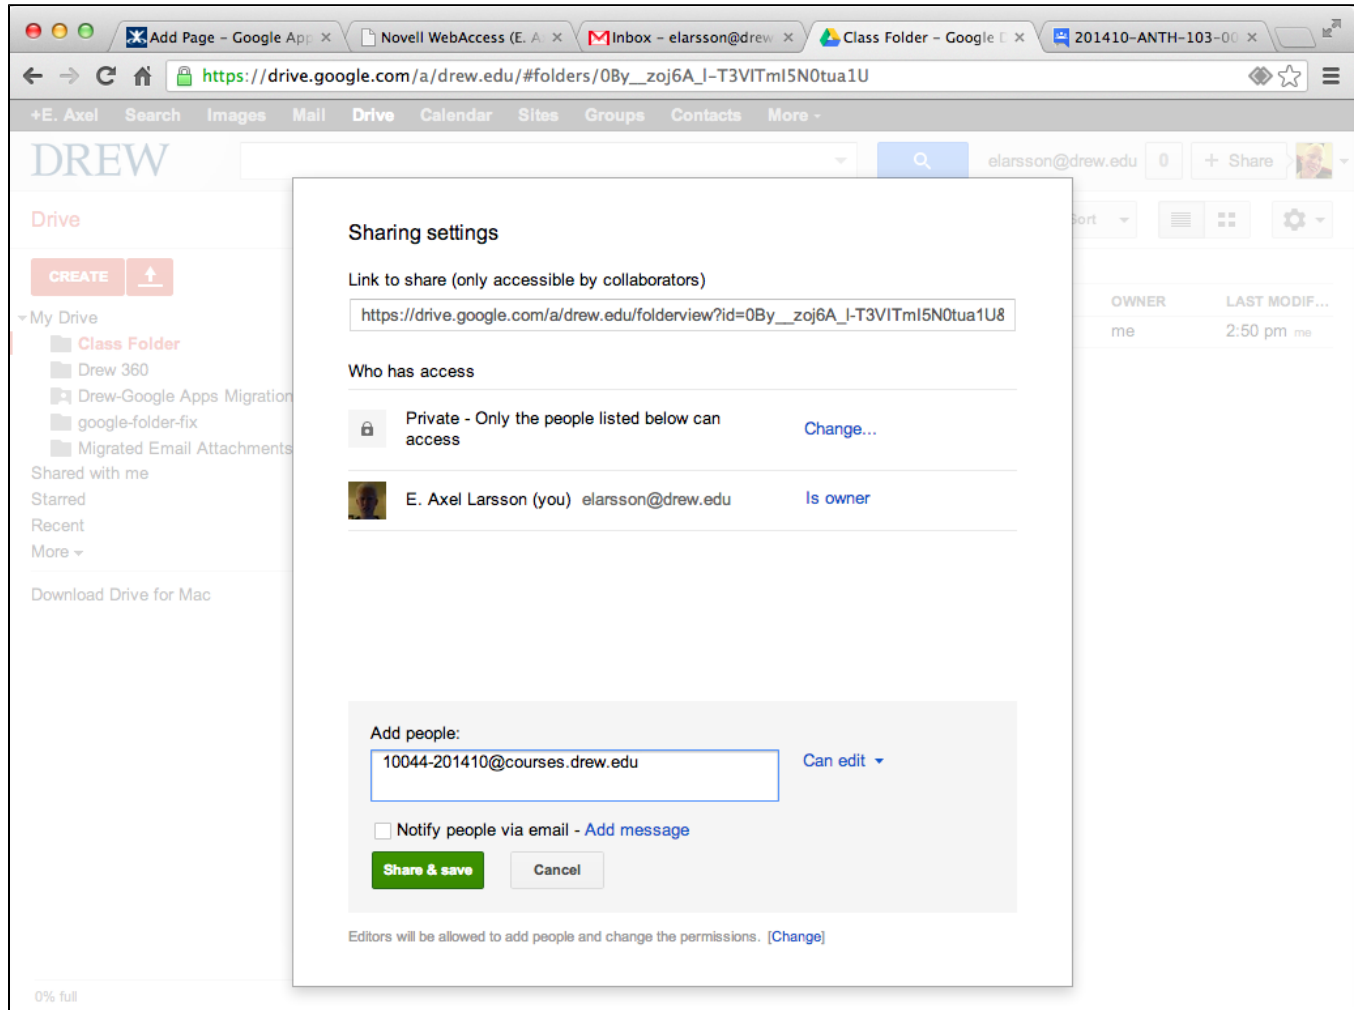 Add Page – Google App
Novell WebAccess (E. A
Inbox – elarsson@drew
Class Folder – Google D
201410-ANTH-103-00
https://drive.google.com/a/drew.edu/#folders/0By__zoj6A_l-T3VITmI5N0tua1U
+E. Axel Search Images Mail Drive Calendar Sites Groups Contacts More
DREW
elarsson@drew.edu 0 + Share
Drive
Sort
CREATE
OWNER LAST MODIF...
me 2:50 pm me
My Drive
Class Folder
Drew 360
Drew-Google Apps Migration
google-folder-fix
Migrated Email Attachments
Shared with me
Starred
Recent
More
Download Drive for Mac
0% full
Sharing settings
Link to share (only accessible by collaborators)
https://drive.google.com/a/drew.edu/folderview?id=0By__zoj6A_l-T3VITmI5N0tua1U&
Who has access
Private - Only the people listed below can
access
Change...
E. Axel Larsson (you) elarsson@drew.edu Is owner
Add people:
10044-201410@courses.drew.edu
Can edit
Notify people via email - Add message
Share & save Cancel
Editors will be allowed to add people and change the permissions. [Change]